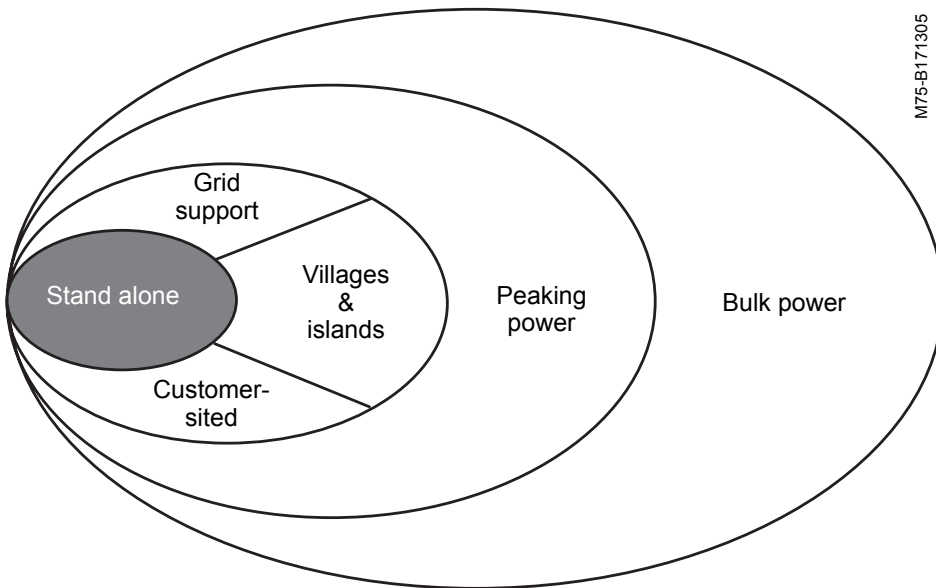 M75-B171305
Grid
support
Stand alone
Villages
&
islands
Customer-
sited
Peaking
power
Bulk power